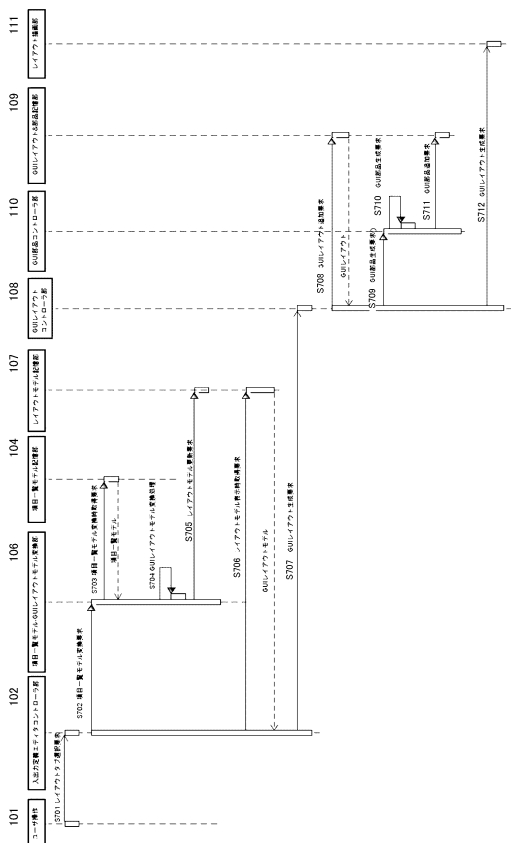 101
ユーザ操作
102
入出力定義エディタコントローラ部
106
項目一覧モデル-GUIレイアウトモデル変換部
104
項目一覧モデル記憶部
107
レイアウトモデル記憶部
108
GUIレイアウト
コントローラ部
110
GUI部品コントローラ部
109
GUIレイアウト&部品記憶部
111
レイアウト描画部
S701 レイアウトタブ選択要求
S702 項目一覧モデル変換要求
S703 項目一覧モデル変換時取得要求
項目一覧モデル
S704 GUIレイアウトモデル変換処理
S705 レイアウトモデル更新要求
S706 レイアウトモデル表示時取得要求
GUIレイアウトモデル
S707 GUIレイアウト生成要求
S708 GUIレイアウト追加要求
GUIレイアウト
S709 GUI部品生成要求
S710 GUI部品生成要求
S711 GUI部品追加要求
S712 GUIレイアウト生成要求